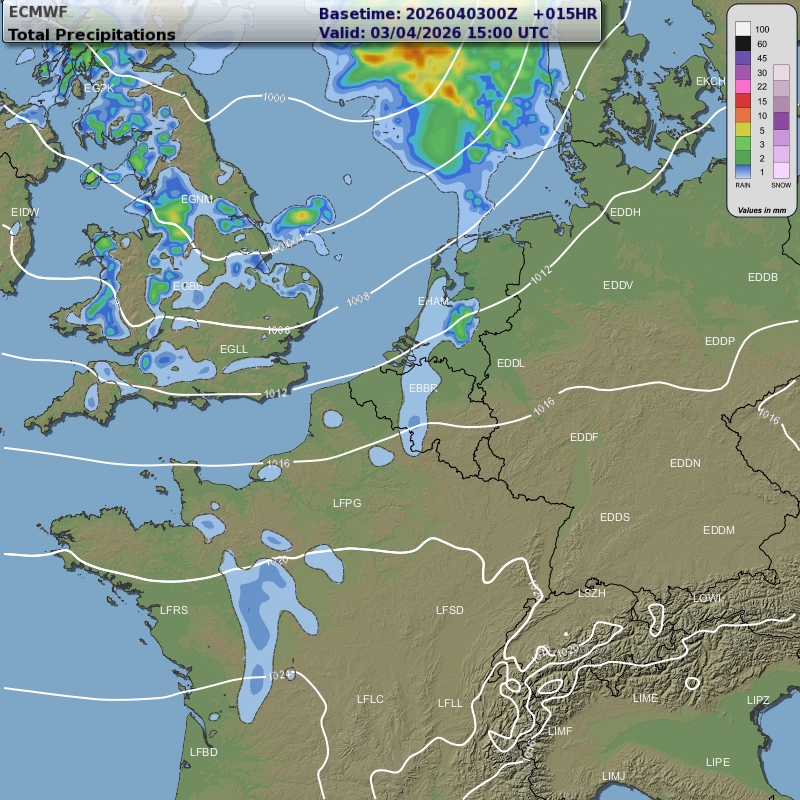 ECMWF
Basetime: 2026040300Z +015HR
Total Precipitations
Valid: 03/04/2026 15:00 UTC
100
60
45
30
22
15
10
5
3
2
1
RAIN
SNOW
Values in mm
EGPK
EKCH
1000
EGNM
EIDW
EDDH
1004
1012
EDDB
EGBB
EDDV
1008
EHAM
1008
EDDP
EGLL
EDDL
EBBR
1012
1016
1016
EDDF
1016
EDDN
LFPG
EDDS
EDDM
1020
LSZH
LOWI
LFRS
LFSD
1020
1024
LFLC
LFLL
LIME
LIPZ
LIMF
LFBD
LIPE
LIMJ